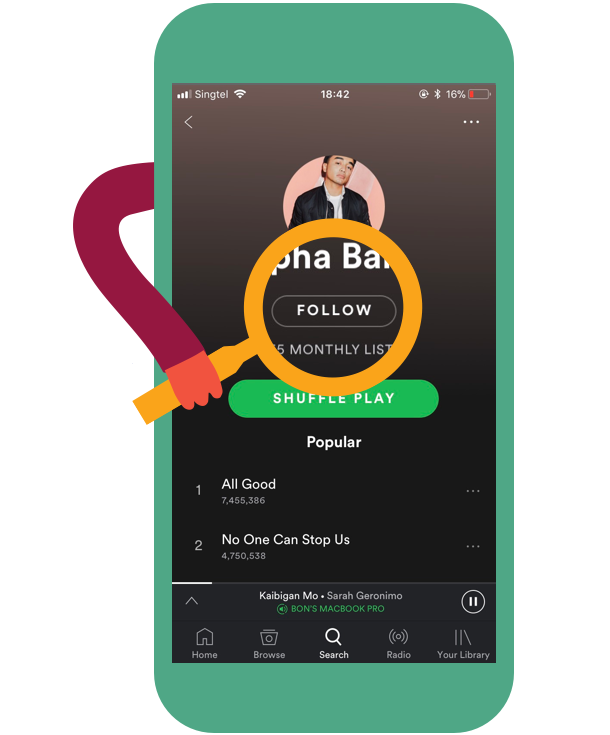 Singtel 18:42 16%
pha Ba
FOLLOW
5 MONTHLY LIST
SHUFFLE PLAY
Popular
1 All Good
7,455,386
2 No One Can Stop Us
4,750,538
Kaibigan Mo • Sarah Geronimo
BON'S MACBOOK PRO
Home Browse Search Radio Your Library